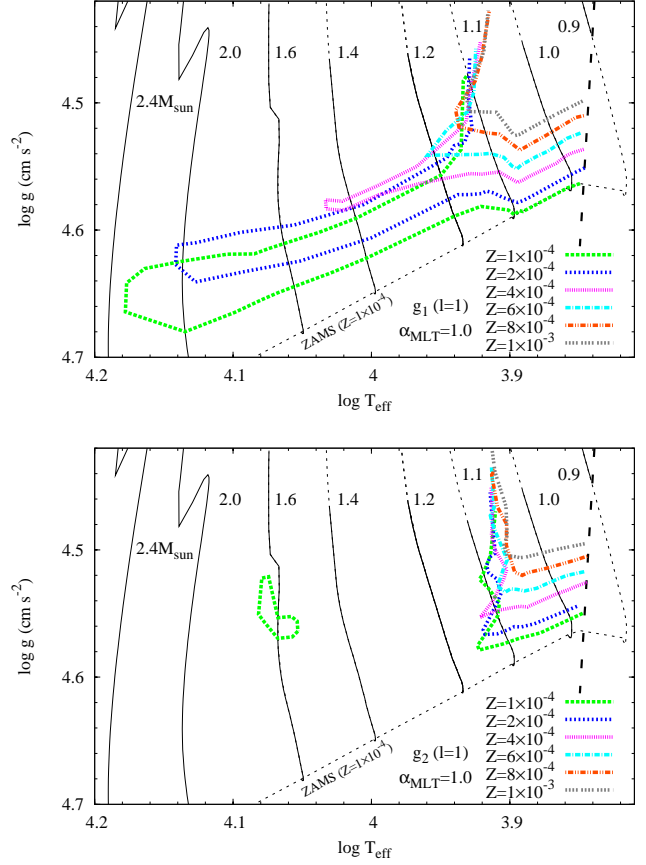 2.4M_sun 2.0 1.6 1.4 1.2 1.1 1.0 0.9
4.5
4.6
4.7
log g (cm s⁻²)
Z=1×10⁻⁴
Z=2×10⁻⁴
Z=4×10⁻⁴
Z=6×10⁻⁴
Z=8×10⁻⁴
Z=1×10⁻³
g₁ (l=1)
α_MLT=1.0
ZAMS (Z=1×10⁻⁴)
4.2 4.1 4 3.9
log T_eff
2.4M_sun 2.0 1.6 1.4 1.2 1.1 1.0 0.9
4.5
4.6
4.7
log g (cm s⁻²)
Z=1×10⁻⁴
Z=2×10⁻⁴
Z=4×10⁻⁴
Z=6×10⁻⁴
Z=8×10⁻⁴
Z=1×10⁻³
g₂ (l=1)
α_MLT=1.0
ZAMS (Z=1×10⁻⁴)
4.2 4.1 4 3.9
log T_eff